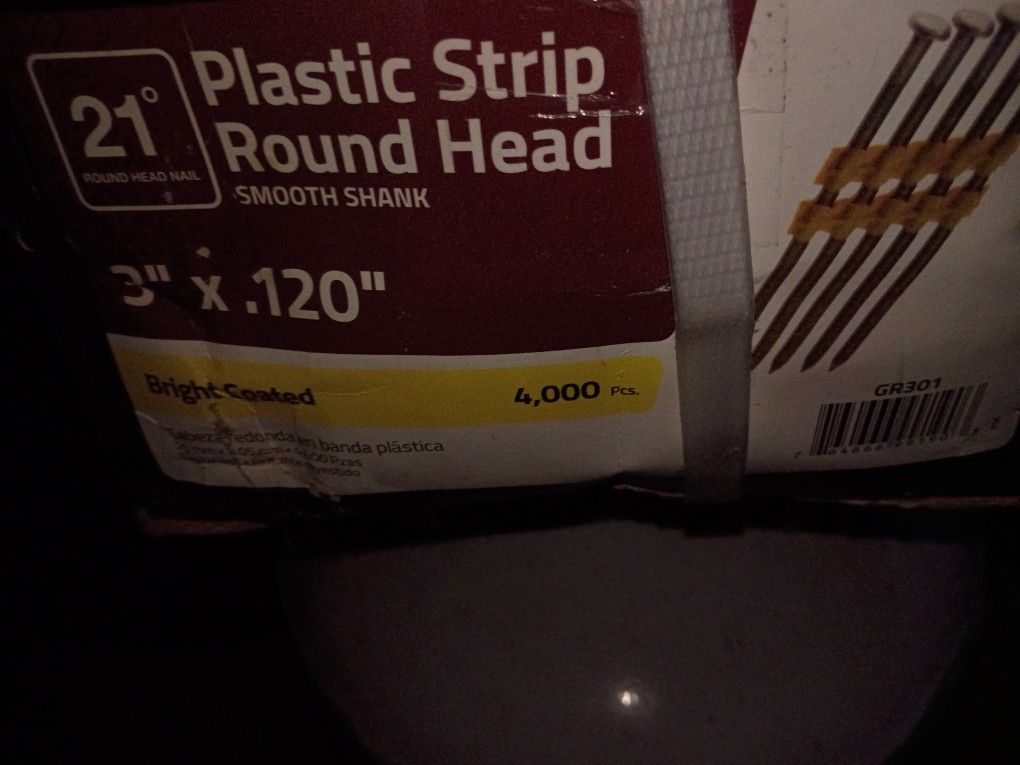 21°
ROUND HEAD NAIL
Plastic Strip
Round Head
SMOOTH SHANK
3" x .120"
Bright Coated
4,000 Pcs.
Cabeza redonda en banda plástica
GR301